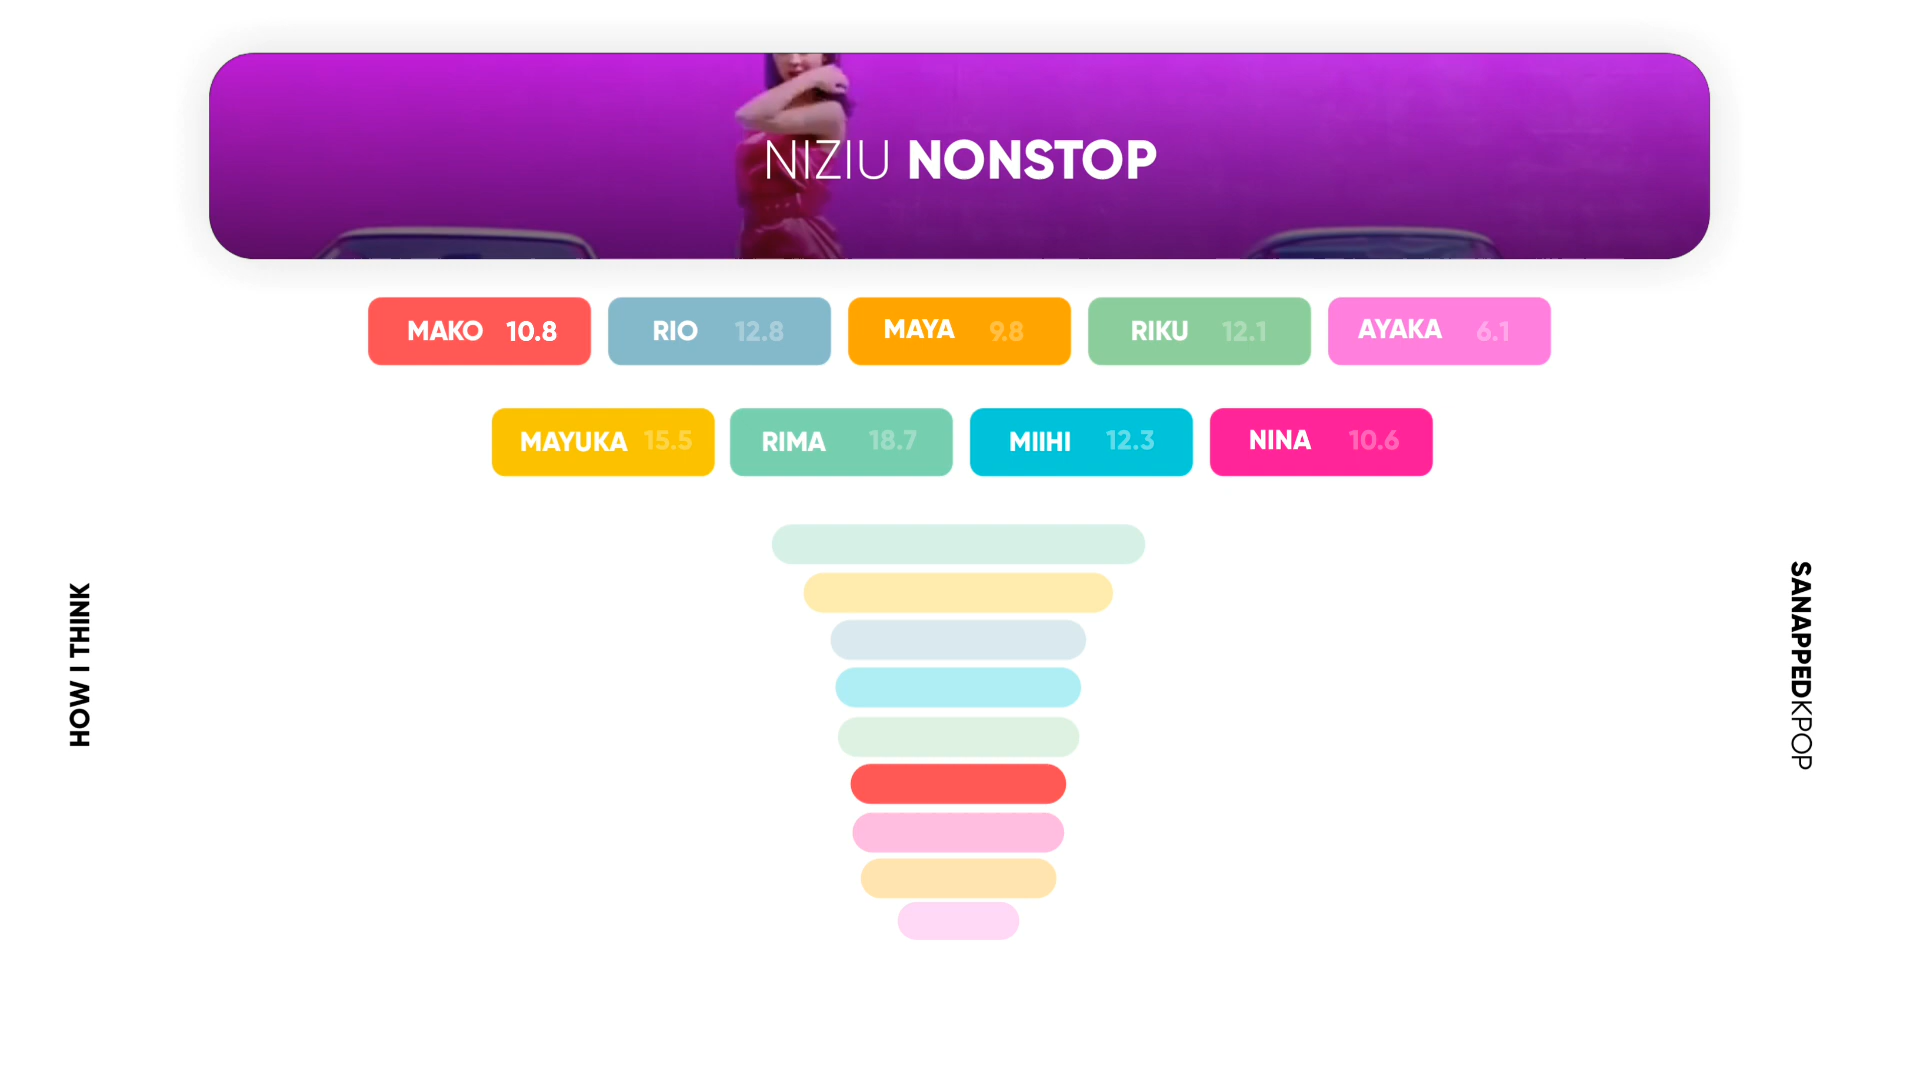 NIZIU NONSTOP
MAKO 10.8
RIO 12.8
MAYA 9.8
RIKU 12.1
AYAKA 6.1
MAYUKA 15.5
RIMA 18.7
MIIHI 12.3
NINA 10.6
HOW I THINK
SANAPPEDKPOP